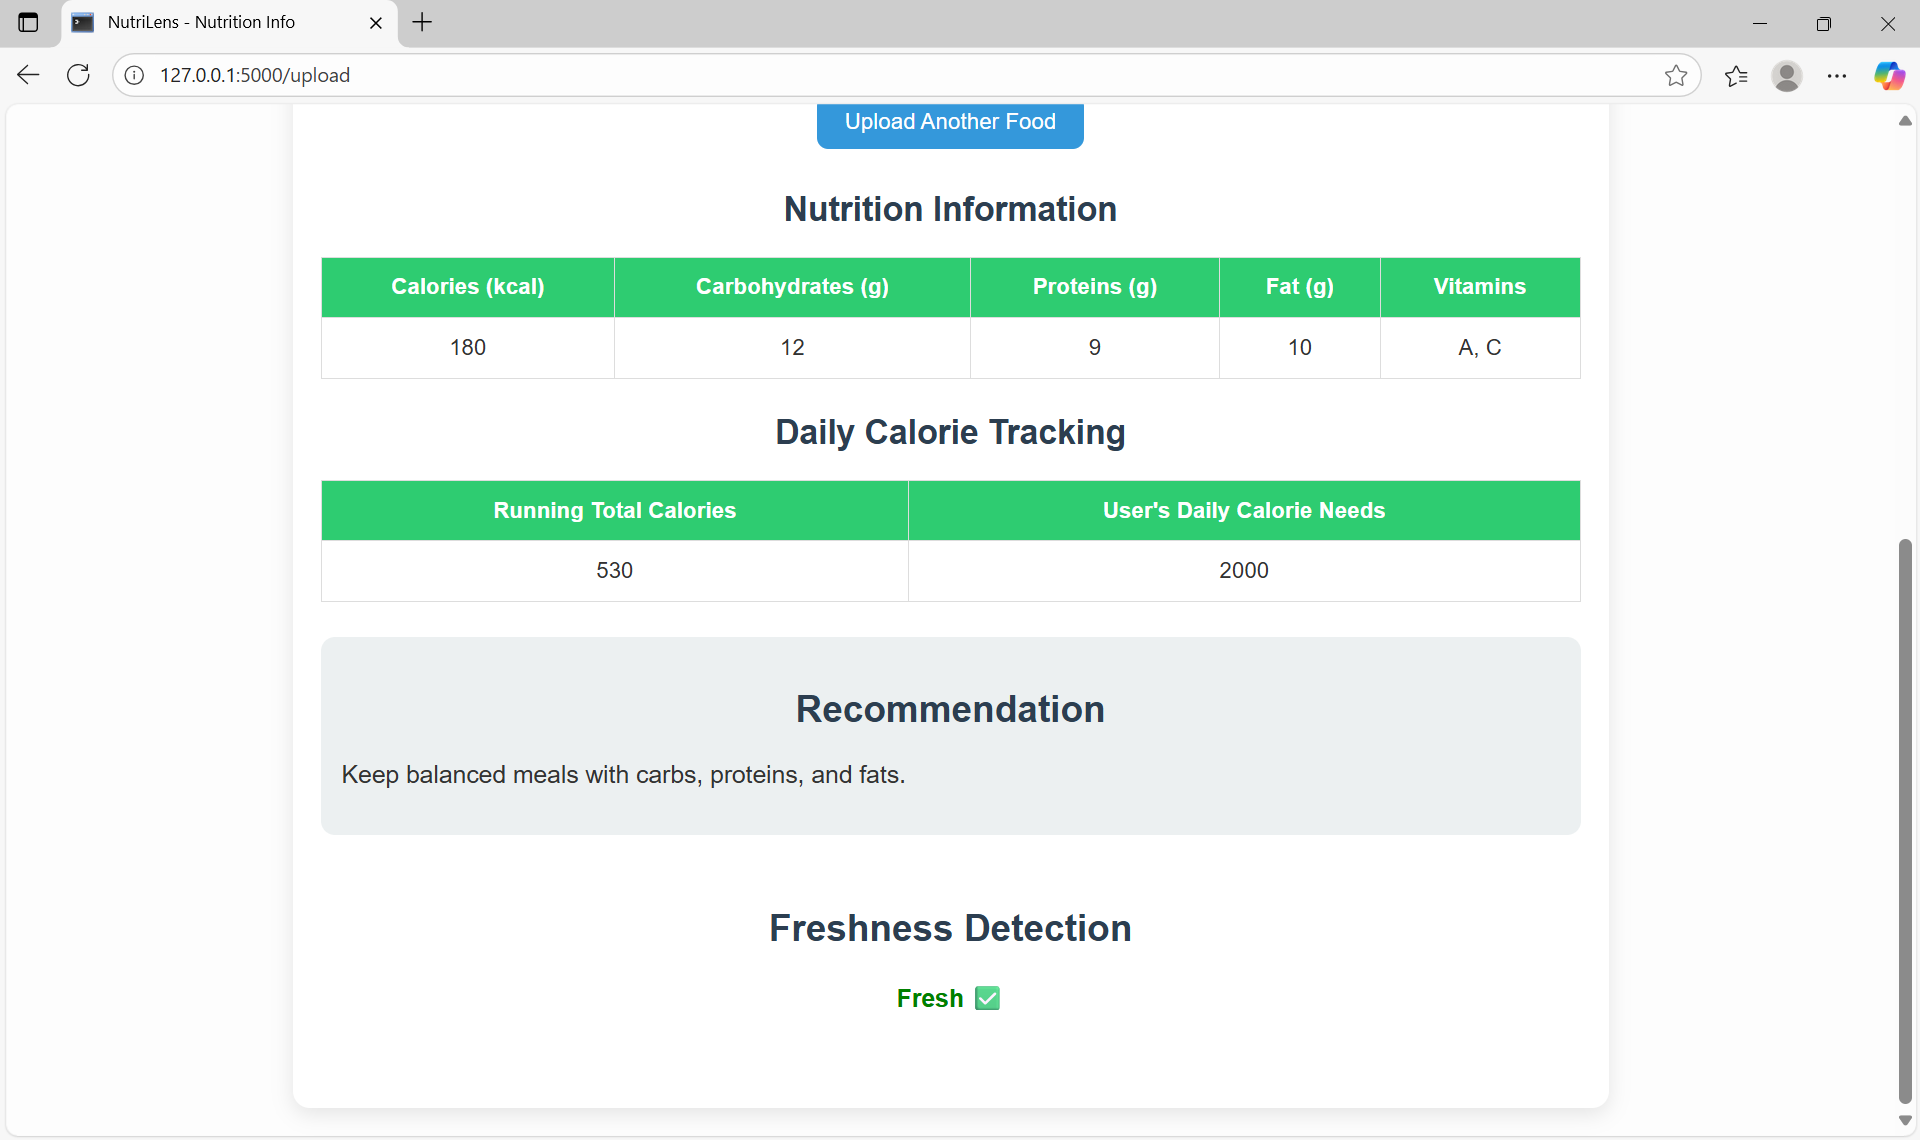 NutriLens - Nutrition Info
127.0.0.1:5000/upload
Upload Another Food
Nutrition Information
Calories (kcal) Carbohydrates (g) Proteins (g) Fat (g) Vitamins
180 12 9 10 A, C
Daily Calorie Tracking
Running Total Calories User's Daily Calorie Needs
530 2000
Recommendation
Keep balanced meals with carbs, proteins, and fats.
Freshness Detection
Fresh ✅